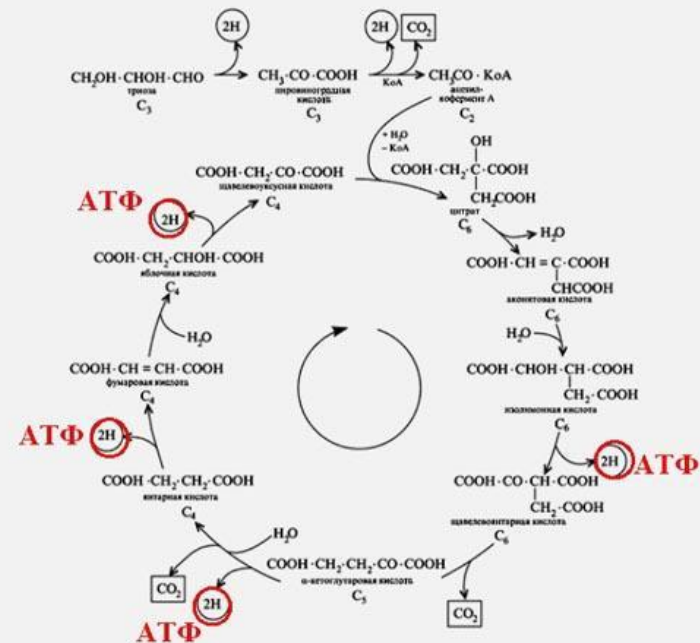 2H
2H
CO₂
CH₂OH·CHOH·CHO
триоза
C₃
CH₃·CO·COOH
пировиноградная
кислота
C₃
KoA
CH₃CO · KoA
ацетил-
кофермент А
C₂
+ H₂O
– KoA
OH
COOH·CH₂·C·COOH
CH₂COOH
цитрат
C₆
COOH·CH₂·CO·COOH
щавелевоуксусная кислота
C₄
АТФ
2H
H₂O
COOH·CH = C·COOH
CHCOOH
аконитовая кислота
C₆
COOH·CH₂·CHOH·COOH
яблочная кислота
C₄
H₂O
H₂O
COOH·CHOH·CH·COOH
CH₂·COOH
изолимонная кислота
C₆
COOH·CH = CH·COOH
фумаровая кислота
C₄
АТФ
2H
2H
АТФ
COOH·CH₂·CH₂·COOH
янтарная кислота
C₄
COOH·CO·CH·COOH
CH₂·COOH
щавелевоянтарная кислота
C₆
H₂O
COOH·CH₂·CH₂·CO·COOH
α-кетоглутаровая кислота
C₅
CO₂
2H
АТФ
CO₂